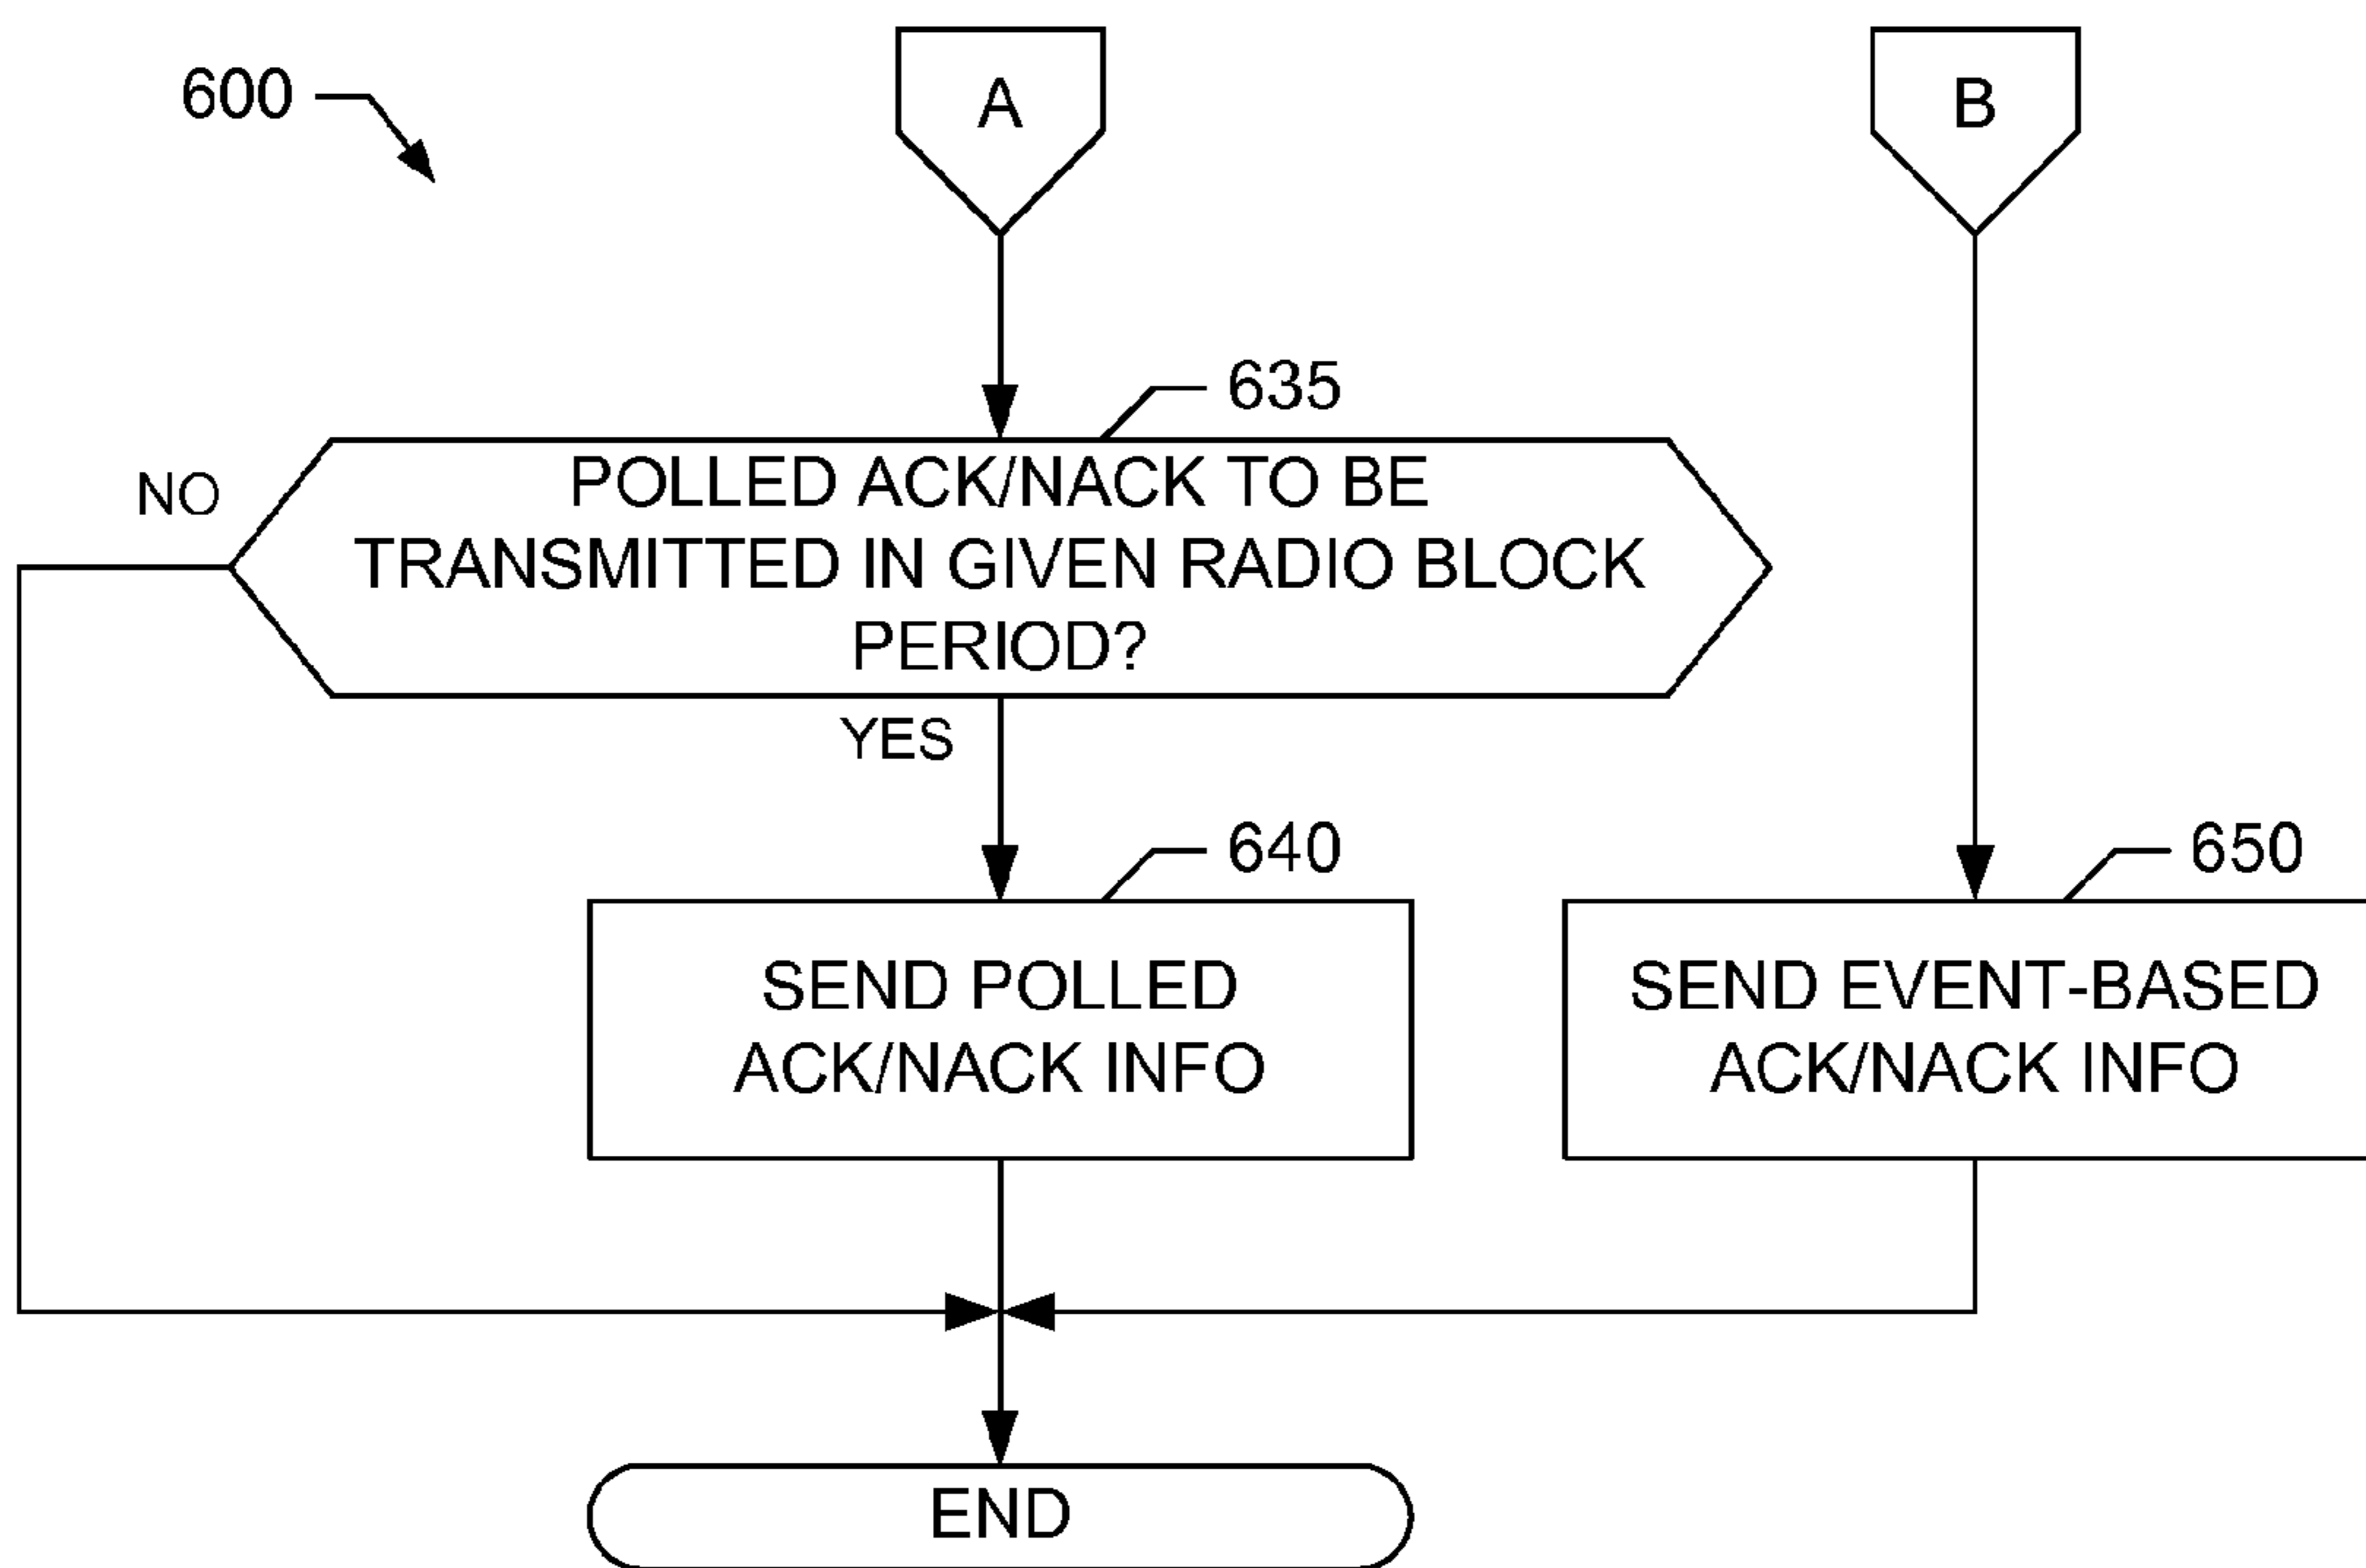 600
A
B
635
NO
POLLED ACK/NACK TO BE
TRANSMITTED IN GIVEN RADIO BLOCK
PERIOD?
YES
640
650
SEND POLLED
ACK/NACK INFO
SEND EVENT-BASED
ACK/NACK INFO
END